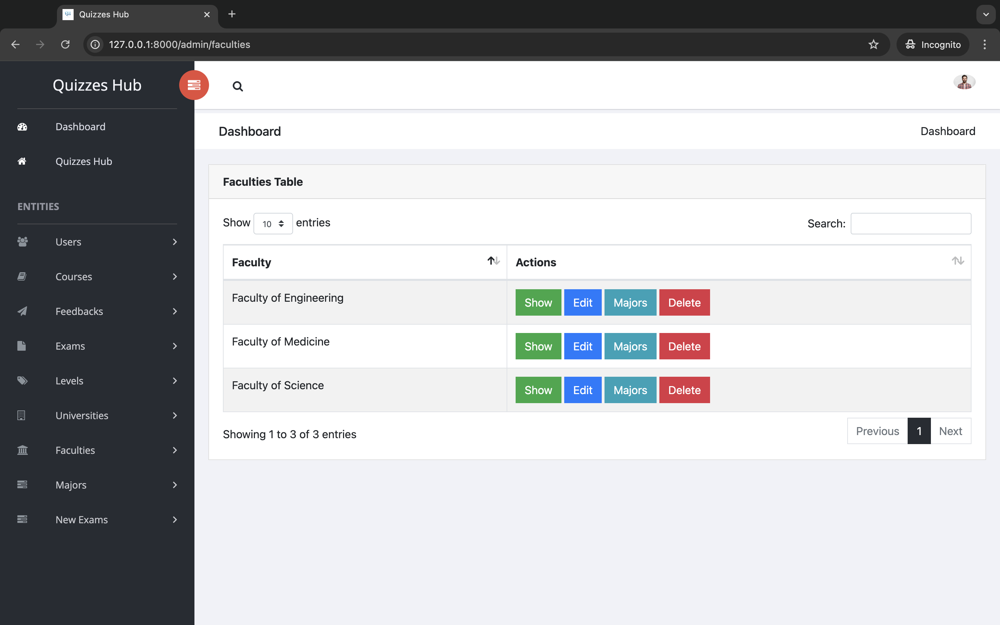 Quizzes Hub
127.0.0.1:8000/admin/faculties
Incognito
Quizzes Hub
Dashboard
Quizzes Hub
ENTITIES
Users
Courses
Feedbacks
Exams
Levels
Universities
Faculties
Majors
New Exams
Dashboard
Dashboard
Faculties Table
Show 10 entries
Search:
Faculty Actions
Faculty of Engineering Show Edit Majors Delete
Faculty of Medicine Show Edit Majors Delete
Faculty of Science Show Edit Majors Delete
Showing 1 to 3 of 3 entries
Previous 1 Next